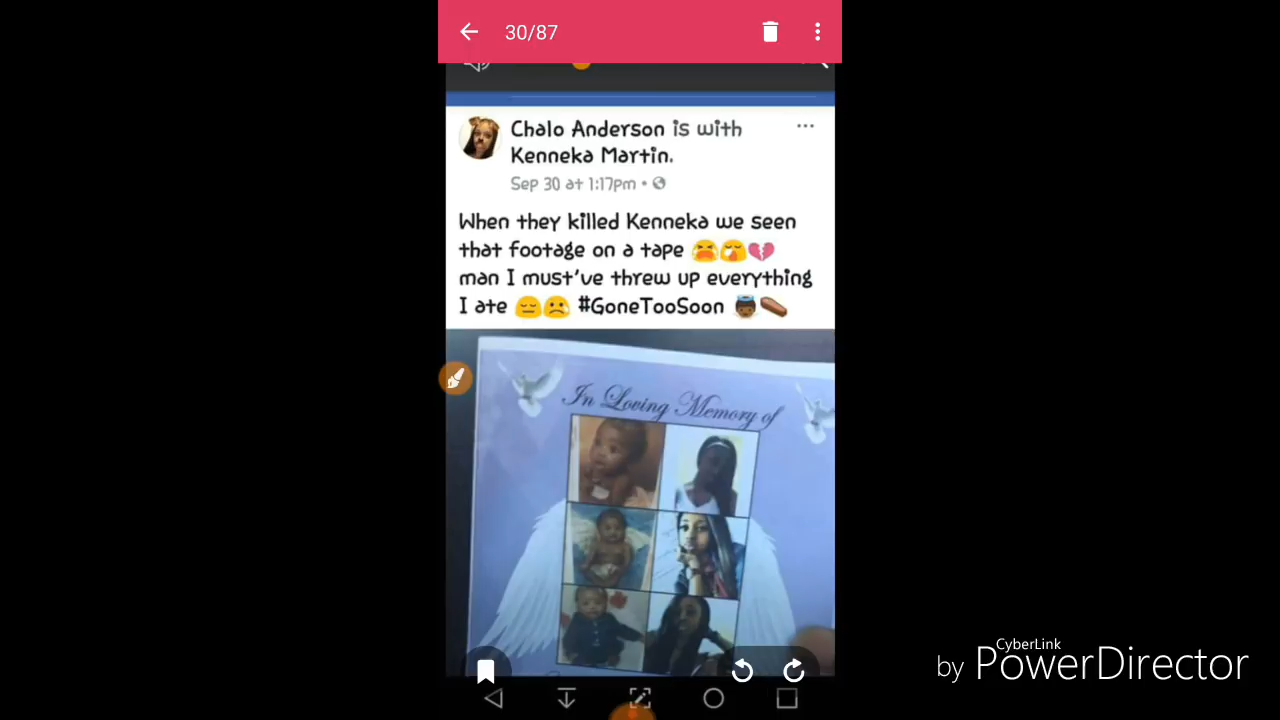 30/87
Chalo Anderson is with
Kenneka Martin.
Sep 30 at 1:17pm •
When they killed Kenneka we seen
that footage on a tape 😭😪💔
man I must've threw up everything
I ate 😔😢 #GoneTooSoon 👼🏾⚰️
In Loving Memory of
CyberLink
by PowerDirector